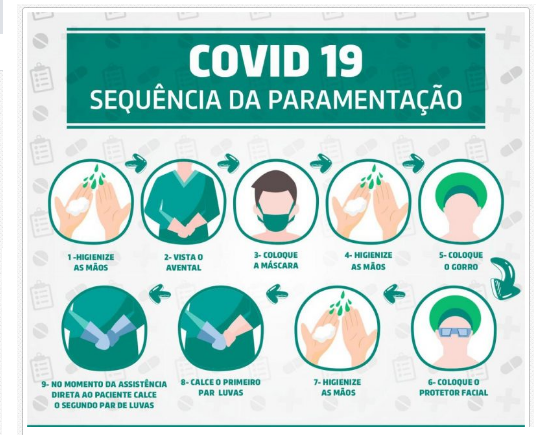 COVID 19
SEQUÊNCIA DA PARAMENTAÇÃO
1 -HIGIENIZE
AS MÃOS
2- VISTA O
AVENTAL
3- COLOQUE
A MÁSCARA
4- HIGIENIZE
AS MÃOS
5- COLOQUE
O GORRO
6- COLOQUE O
PROTETOR FACIAL
7- HIGIENIZE
AS MÃOS
8- CALCE O PRIMEIRO
PAR LUVAS
9- NO MOMENTO DA ASSISTÊNCIA
DIRETA AO PACIENTE CALCE
O SEGUNDO PAR DE LUVAS